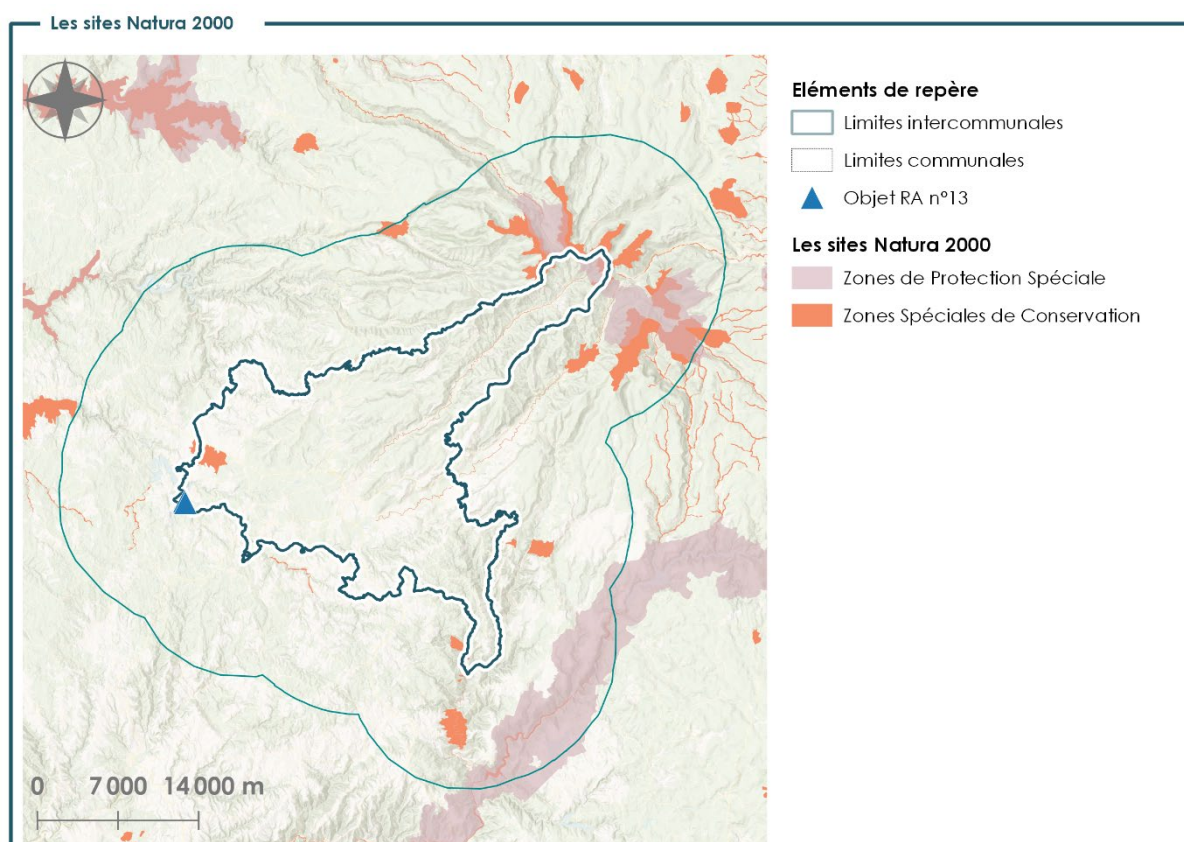 Les sites Natura 2000
Eléments de repère
Limites intercommunales
Limites communales
Objet RA n°13
Les sites Natura 2000
Zones de Protection Spéciale
Zones Spéciales de Conservation
0 7 000 14 000 m